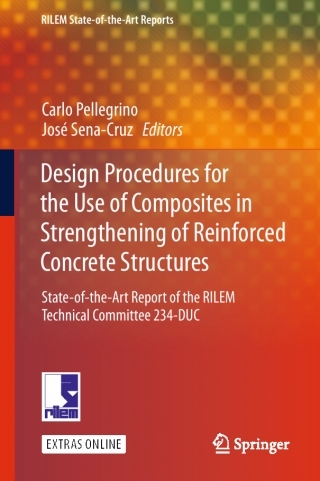 RILEM State-of-the-Art Reports
Carlo Pellegrino
José Sena-Cruz Editors
Design Procedures for
the Use of Composites in
Strengthening of Reinforced
Concrete Structures
State-of-the-Art Report of the RILEM
Technical Committee 234-DUC
rilem
EXTRAS ONLINE
Springer